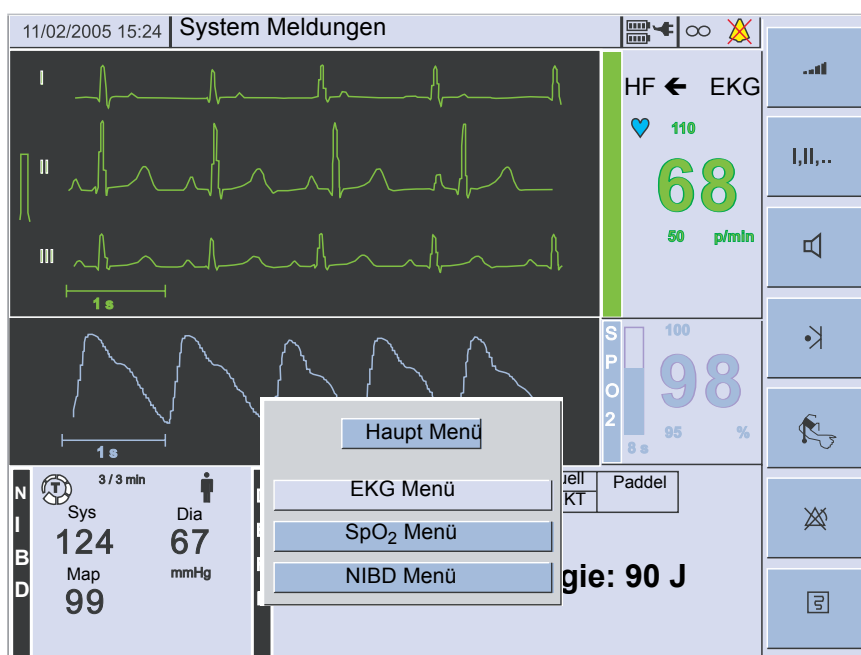 11/02/2005 15:24 System Meldungen
I
II
III
1 s
HF EKG
110
68
50 p/min
I,II,..
SPO2
100
98
95 %
8 s
1 s
Haupt Menü
EKG Menü
SpO2 Menü
NIBD Menü
NIBD
T 3 / 3 min
Sys Dia
124 67
Map mmHg
99
uell Paddel
KT
gie: 90 J